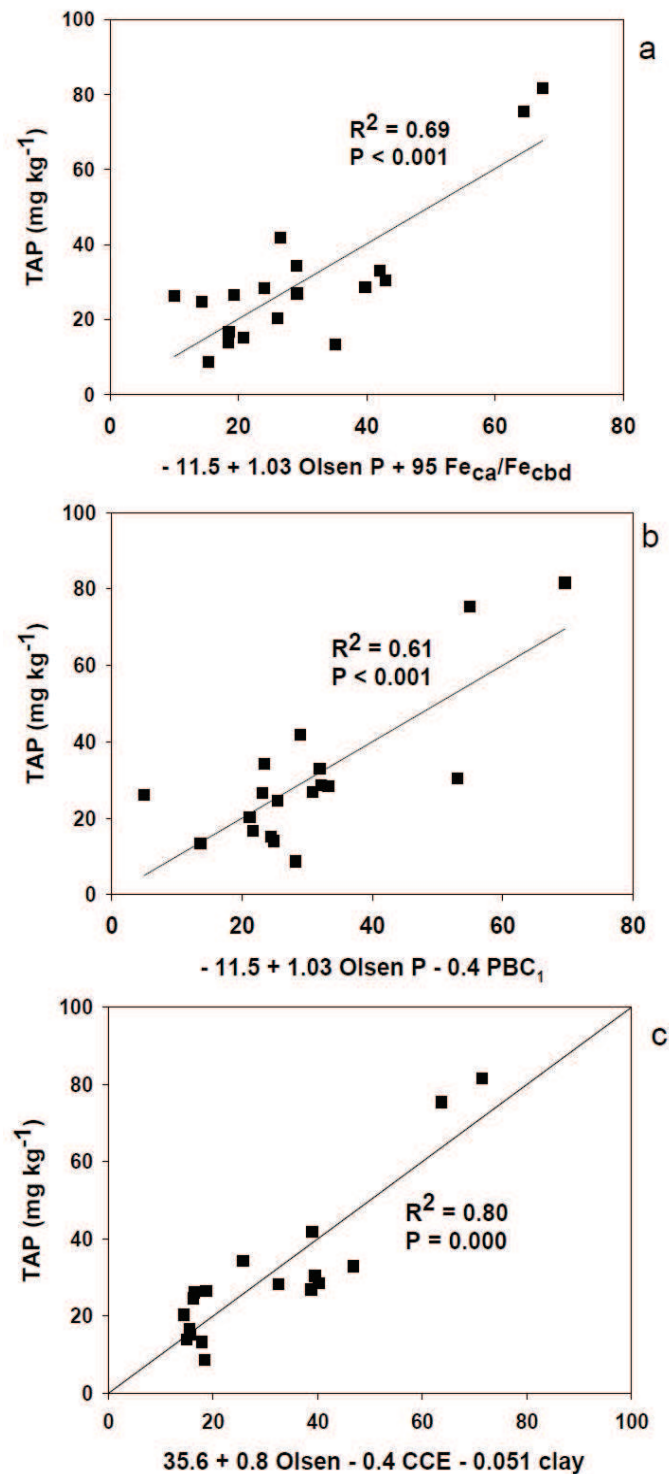 a
100
80
60
40
20
0
TAP (mg kg⁻¹)
R² = 0.69
P < 0.001
0 20 40 60 80
- 11.5 + 1.03 Olsen P + 95 Fe_ca/Fe_cbd
b
100
80
60
40
20
0
TAP (mg kg⁻¹)
R² = 0.61
P < 0.001
0 20 40 60 80
- 11.5 + 1.03 Olsen P - 0.4 PBC₁
c
100
80
60
40
20
0
TAP (mg kg⁻¹)
R² = 0.80
P = 0.000
0 20 40 60 80 100
35.6 + 0.8 Olsen - 0.4 CCE - 0.051 clay